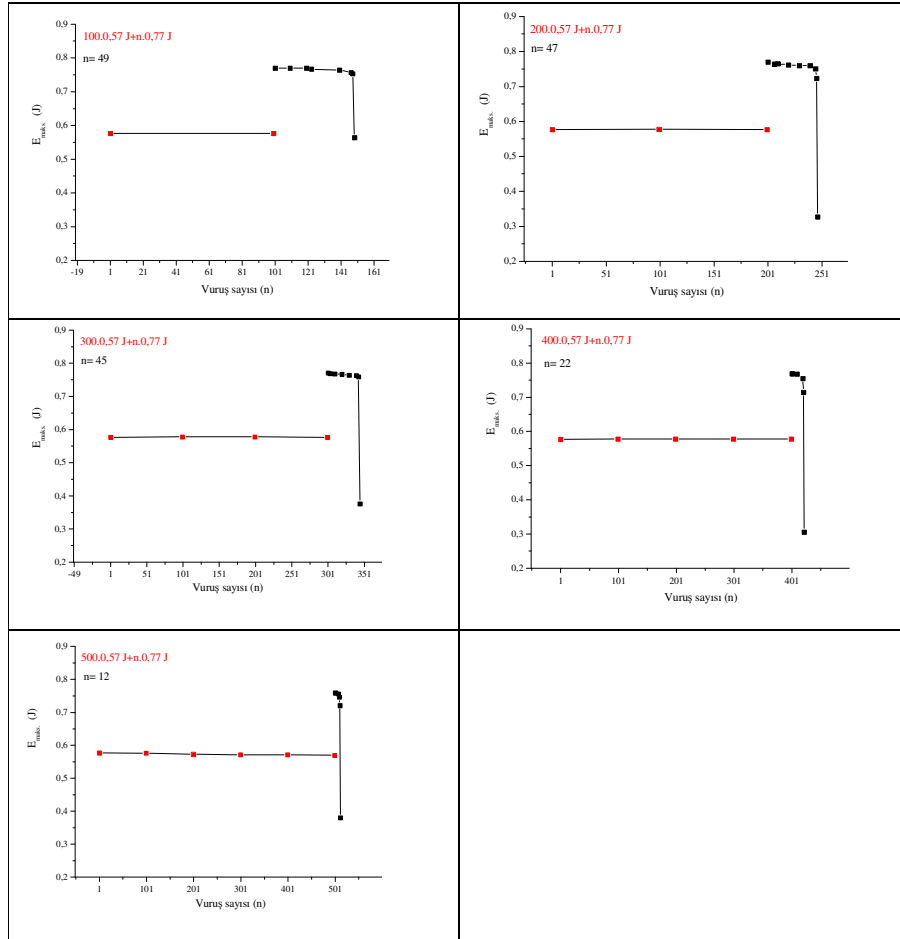 0,9
0,8
0,7
0,6
0,5
0,4
0,3
0,2
E maks. (J)
100.0,57 J+n.0,77 J
n= 49
-19 1 21 41 61 81 101 121 141 161
Vuruş sayısı (n)
0,9
0,8
0,7
0,6
0,5
0,4
0,3
0,2
E maks. (J)
200.0,57 J+n.0,77 J
n= 47
1 51 101 151 201 251
Vuruş sayısı (n)
0,9
0,8
0,7
0,6
0,5
0,4
0,3
0,2
E maks. (J)
300.0,57 J+n.0,77 J
n= 45
-49 1 51 101 151 201 251 301 351
Vuruş sayısı (n)
0,9
0,8
0,7
0,6
0,5
0,4
0,3
0,2
E maks. (J)
400.0,57 J+n.0,77 J
n= 22
1 101 201 301 401
Vuruş sayısı (n)
0,9
0,8
0,7
0,6
0,5
0,4
0,3
0,2
E maks. (J)
500.0,57 J+n.0,77 J
n= 12
1 101 201 301 401 501
Vuruş sayısı (n)